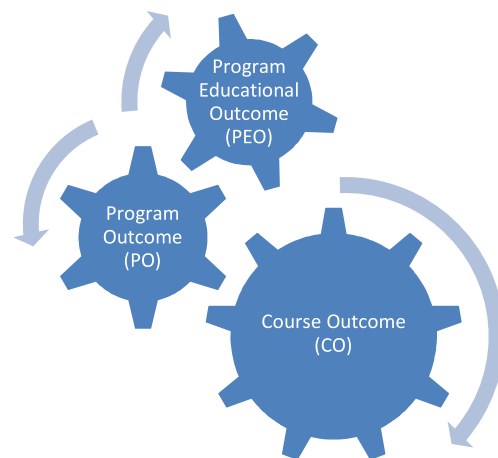 Program
Educational
Outcome
(PEO)
Program
Outcome
(PO)
Course Outcome
(CO)